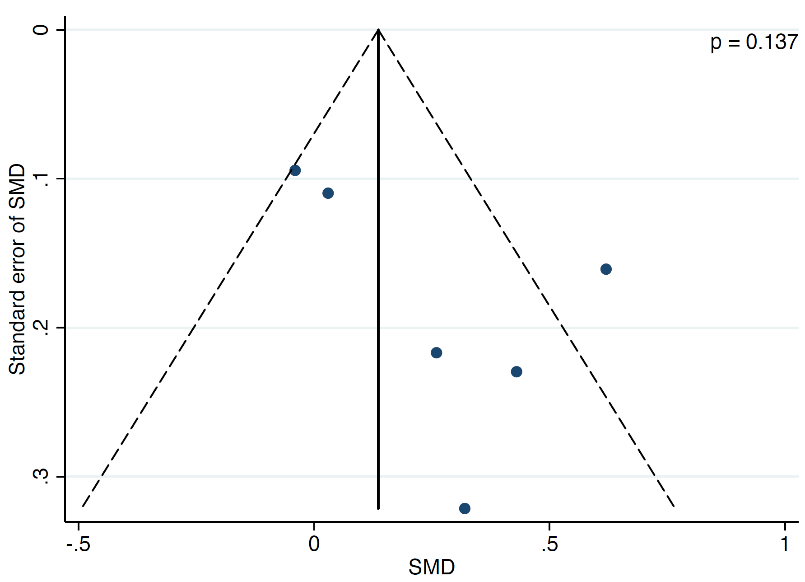 p = 0.137
Standard error of SMD
0
.1
.2
.3
-.5
0
.5
1
SMD